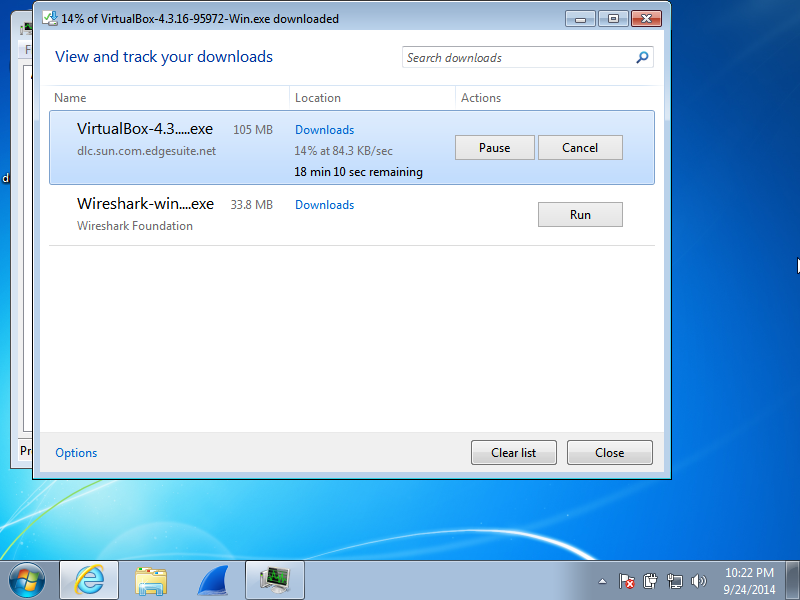 14% of VirtualBox-4.3.16-95972-Win.exe downloaded
View and track your downloads
Search downloads
Name Location Actions
VirtualBox-4.3.....exe 105 MB Downloads
dlc.sun.com.edgesuite.net 14% at 84.3 KB/sec
18 min 10 sec remaining
Pause Cancel
Wireshark-win....exe 33.8 MB Downloads
Wireshark Foundation
Run
Options Clear list Close
10:22 PM
9/24/2014